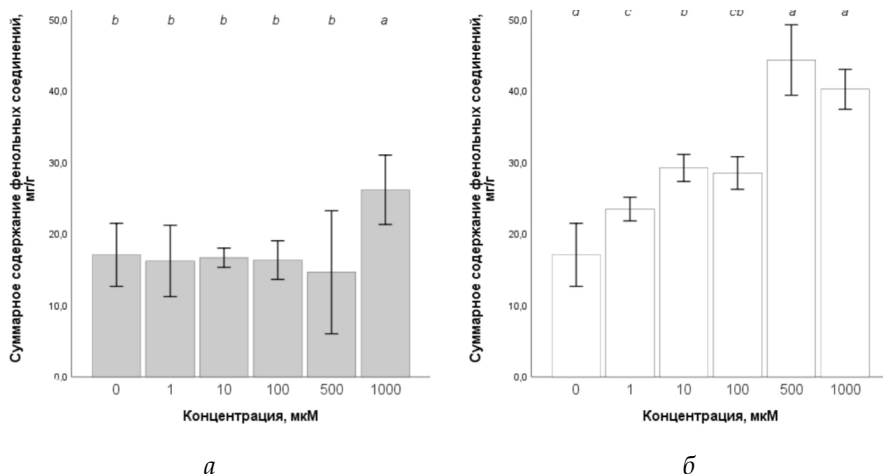 Суммарное содержание фенольных соединений,
мг/г
50,0
40,0
30,0
20,0
10,0
0,0
b b b b b a
0 1 10 100 500 1000
Концентрация, мкМ
а
Суммарное содержание фенольных соединений,
мг/г
50,0
40,0
30,0
20,0
10,0
0,0
d c b cb a a
0 1 10 100 500 1000
Концентрация, мкМ
б